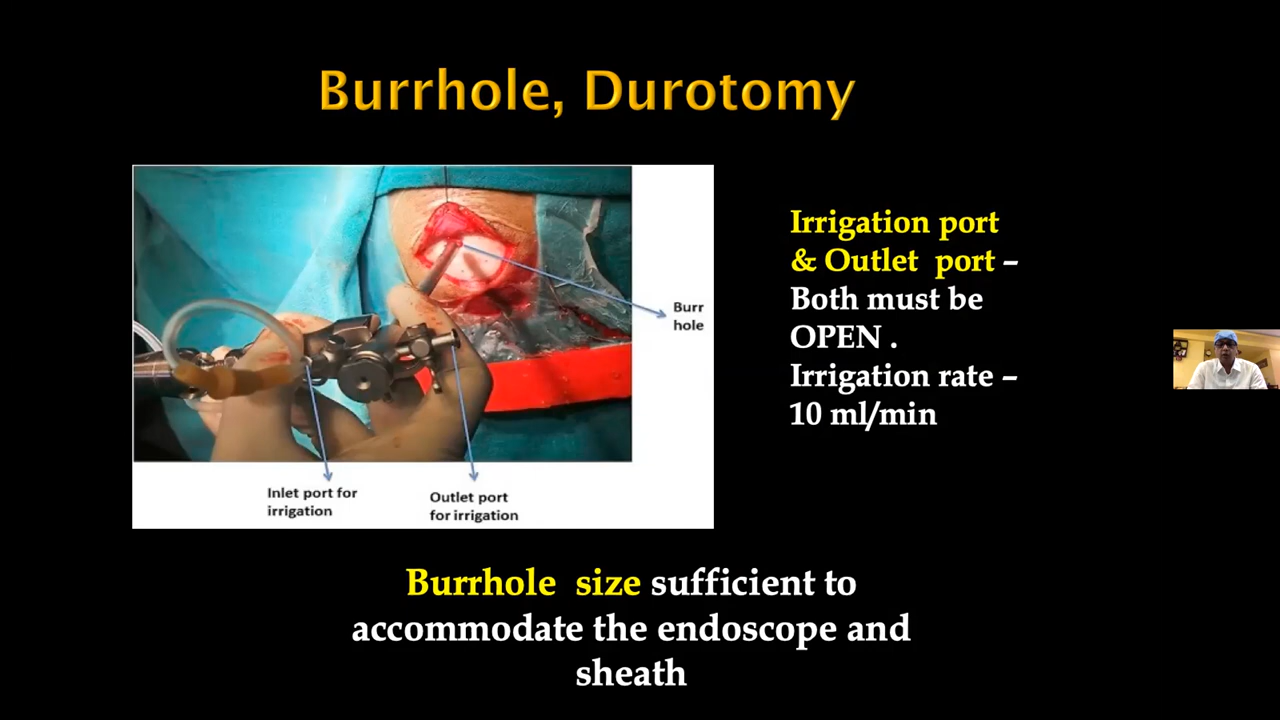 Burrhole, Durotomy
Irrigation port
& Outlet port –
Both must be
OPEN .
Irrigation rate –
10 ml/min
Burr
hole
Inlet port for
irrigation
Outlet port
for irrigation
Burrhole size sufficient to
accommodate the endoscope and
sheath